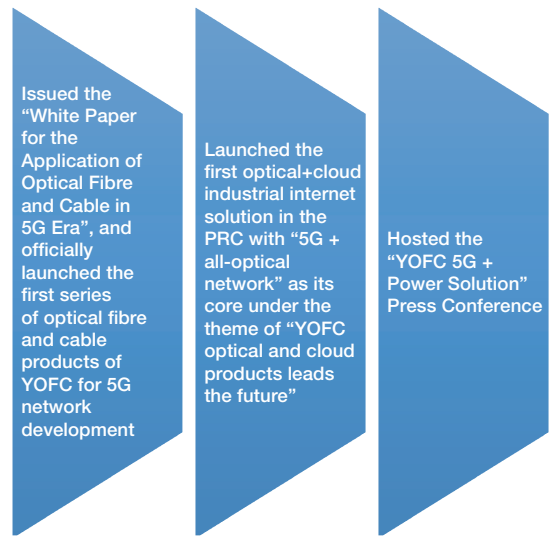 Issued the
“White Paper
for the
Application of
Optical Fibre
and Cable in
5G Era”, and
officially
launched the
first series
of optical fibre
and cable
products of
YOFC for 5G
network
development
Launched the
first optical+cloud
industrial internet
solution in the
PRC with “5G +
all-optical
network” as its
core under the
theme of “YOFC
optical and cloud
products leads
the future”
Hosted the
“YOFC 5G +
Power Solution”
Press Conference